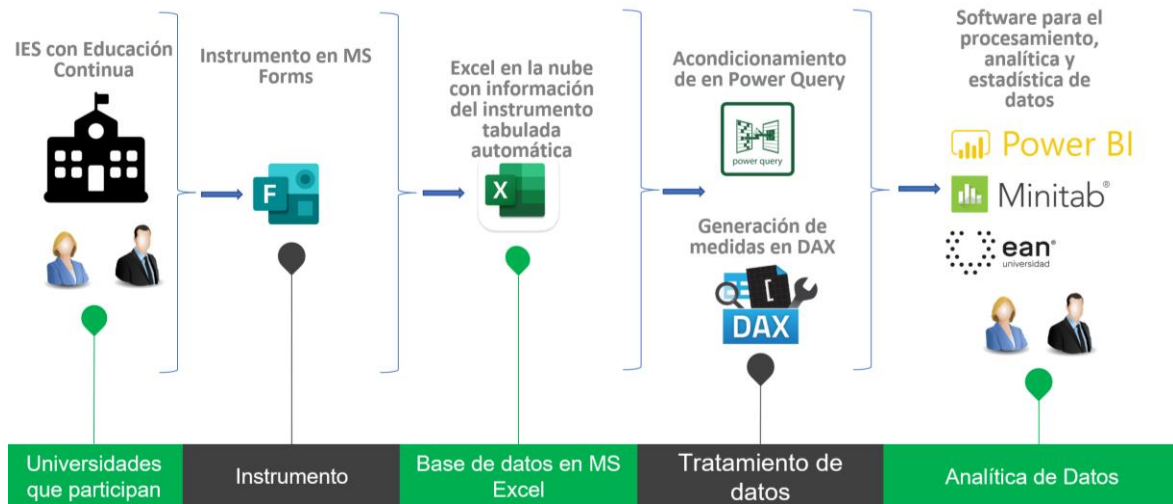 IES con Educación
Continua
Instrumento en MS
Forms
F
Excel en la nube
con información
del instrumento
tabulada
automática
X
Acondicionamiento
de en Power Query
power query
Generación de
medidas en DAX
[
DAX
Software para el
procesamiento,
analítica y
estadística de
datos
Power BI
Minitab®
ean®
universidad
Universidades
que participan
Instrumento
Base de datos en MS
Excel
Tratamiento de
datos
Analítica de Datos